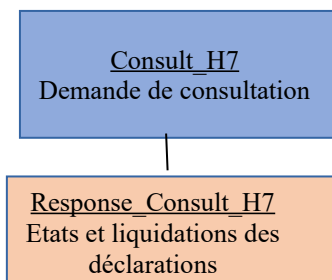 Consult_H7
Demande de consultation
Response_Consult_H7
Etats et liquidations des
déclarations